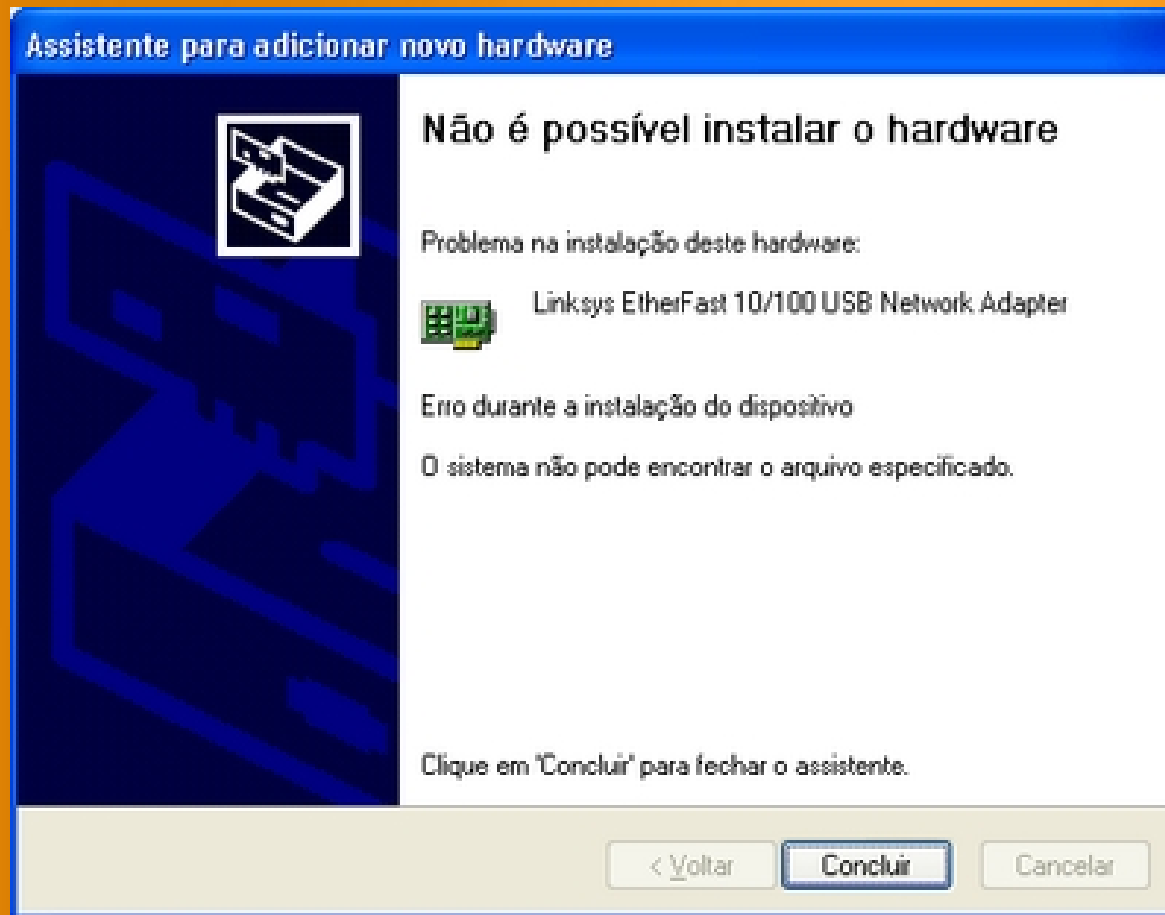 Assistente para adicionar novo hardware
Não é possível instalar o hardware
Problema na instalação deste hardware:
Linksys EtherFast 10/100 USB Network Adapter
Erro durante a instalação do dispositivo
O sistema não pode encontrar o arquivo especificado.
Clique em 'Concluir' para fechar o assistente.
< Voltar
Concluir
Cancelar